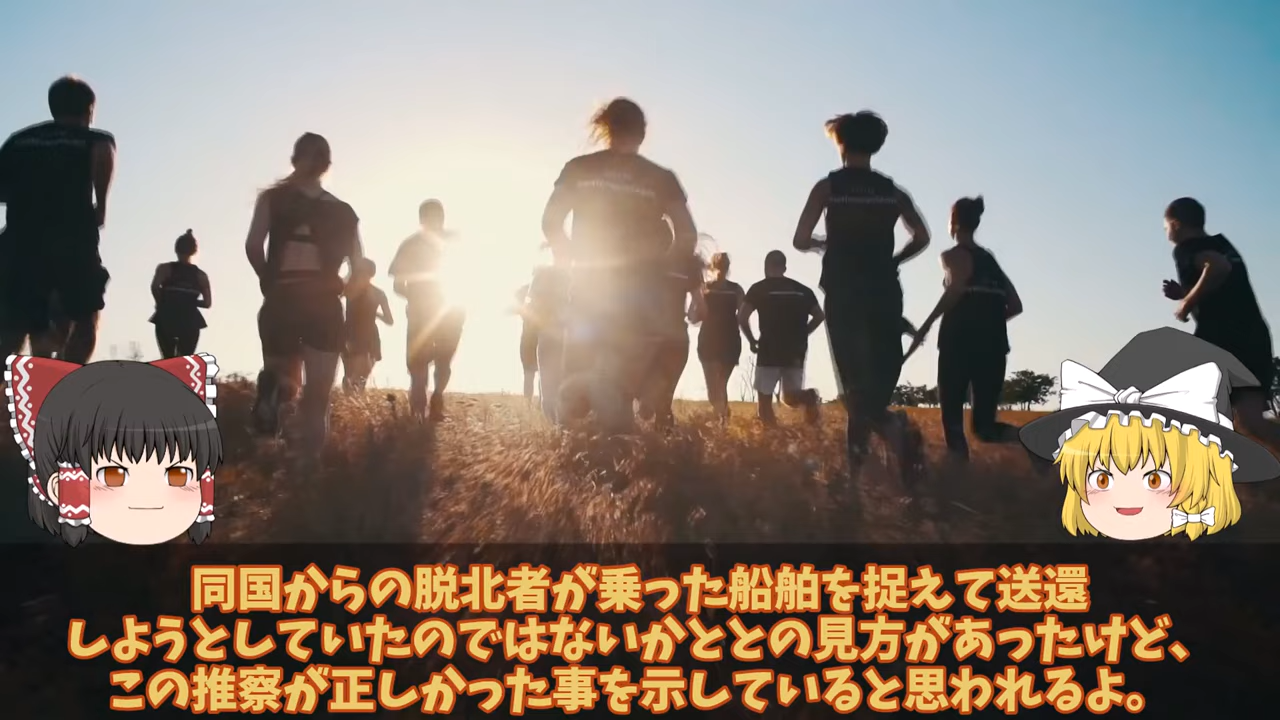 同国からの脱北者が乗った船舶を捉えて送還
しようとしていたのではないかととの見方があったけど、
この推察が正しかった事を示していると思われるよ。